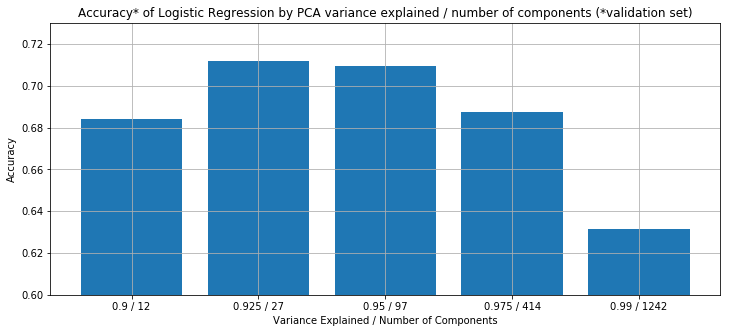 Accuracy* of Logistic Regression by PCA variance explained / number of components (*validation set)
0.72
0.70
0.68
0.66
0.64
0.62
0.60
Accuracy
0.9 / 12
0.925 / 27
0.95 / 97
0.975 / 414
0.99 / 1242
Variance Explained / Number of Components